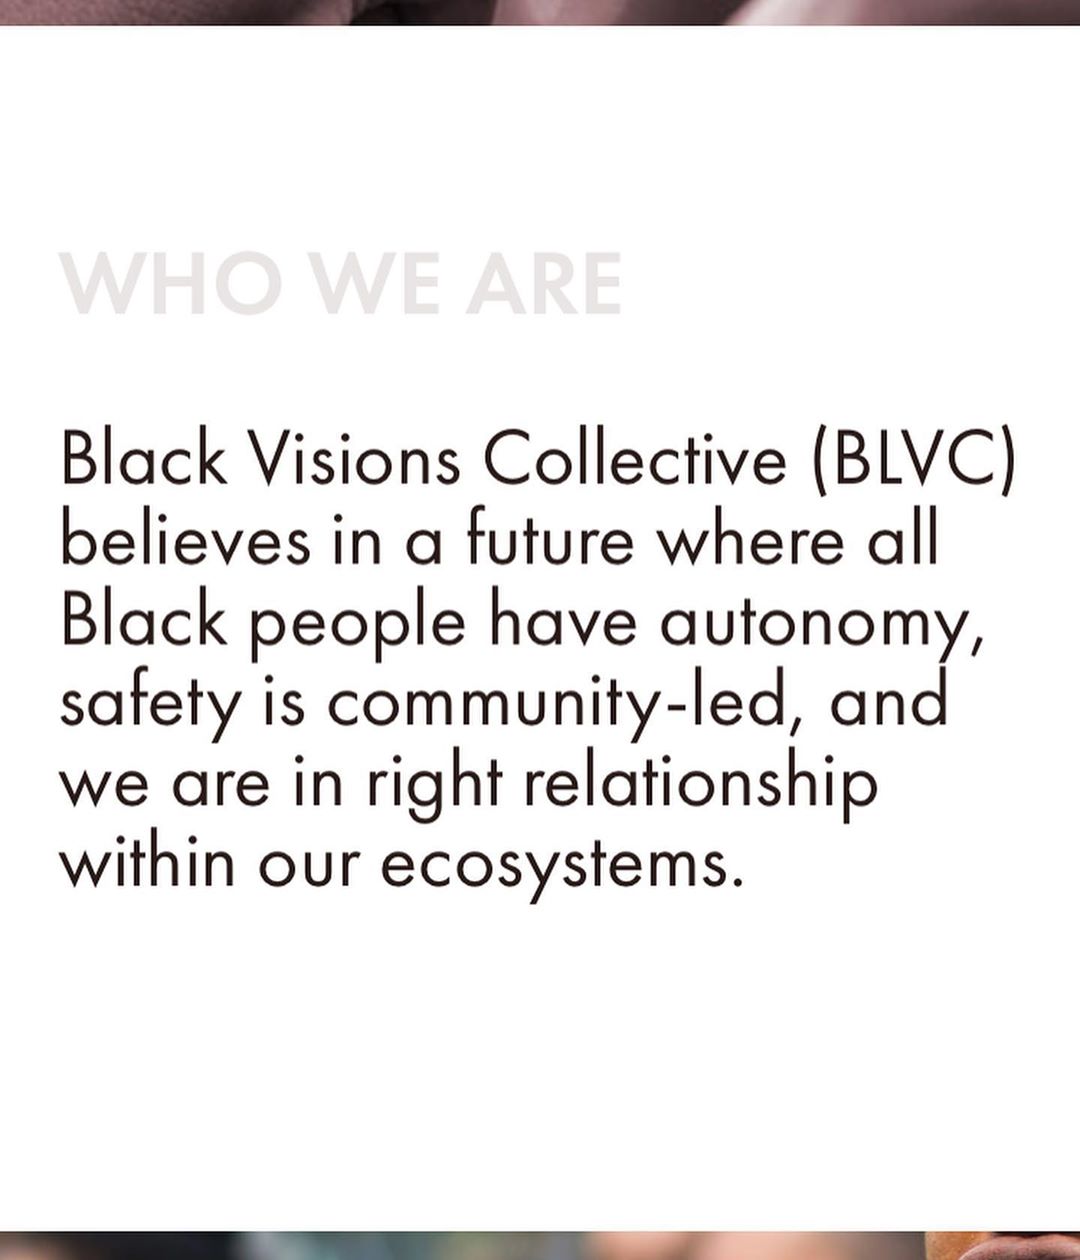 WHO WE ARE
Black Visions Collective (BLVC)
believes in a future where all
Black people have autonomy,
safety is community-led, and
we are in right relationship
within our ecosystems.